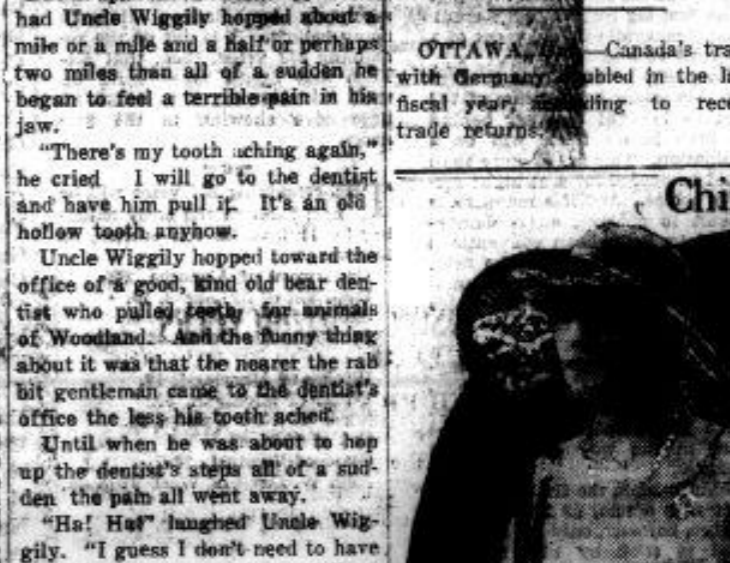 had Uncle Wiggily hopped about a
mile or a mile and a half or perhaps
two miles than all of a sudden he
began to feel a terrible pain in his
jaw.
"There's my tooth aching again,"
he cried I will go to the dentist
and have him pull it. It's an old
hollow tooth anyhow.
Uncle Wiggily hopped toward the
office of a good, kind old bear den-
tist who pulled teeth for animals
of Woodland. And the funny thing
about it was that the nearer the rab
bit gentleman came to the dentist's
office the less his tooth ached.
Until when he was about to hop
up the dentist's steps all of a sud-
den the pain all went away.
"Ha! Ha!" laughed Uncle Wig-
gily. "I guess I don't need to have
OTTAWA, —Canada's tra
with Germany doubled in the la
fiscal year, according to rece
trade returns.
Chi